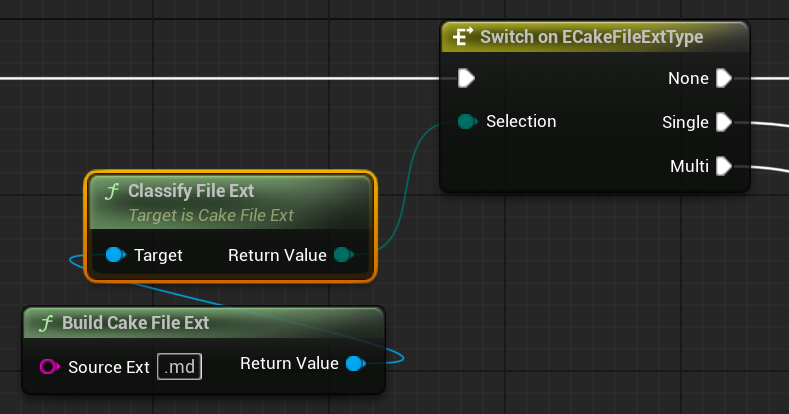 Switch on ECakeFileExtType
None
Selection
Single
Multi
f Classify File Ext
Target is Cake File Ext
Target Return Value
f Build Cake File Ext
Source Ext .md Return Value